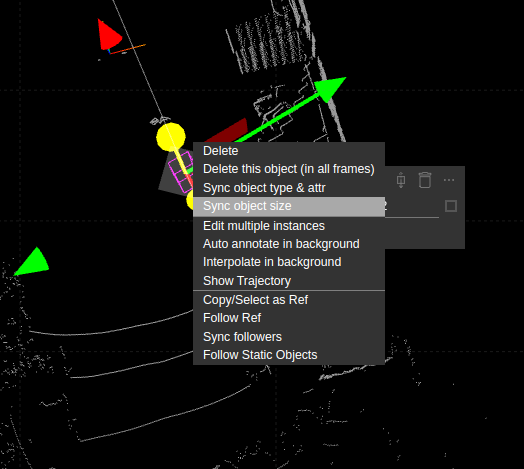 Delete
Delete this object (in all frames)
Sync object type & attr
Sync object size
Edit multiple instances
Auto annotate in background
Interpolate in background
Show Trajectory
Copy/Select as Ref
Follow Ref
Sync followers
Follow Static Objects